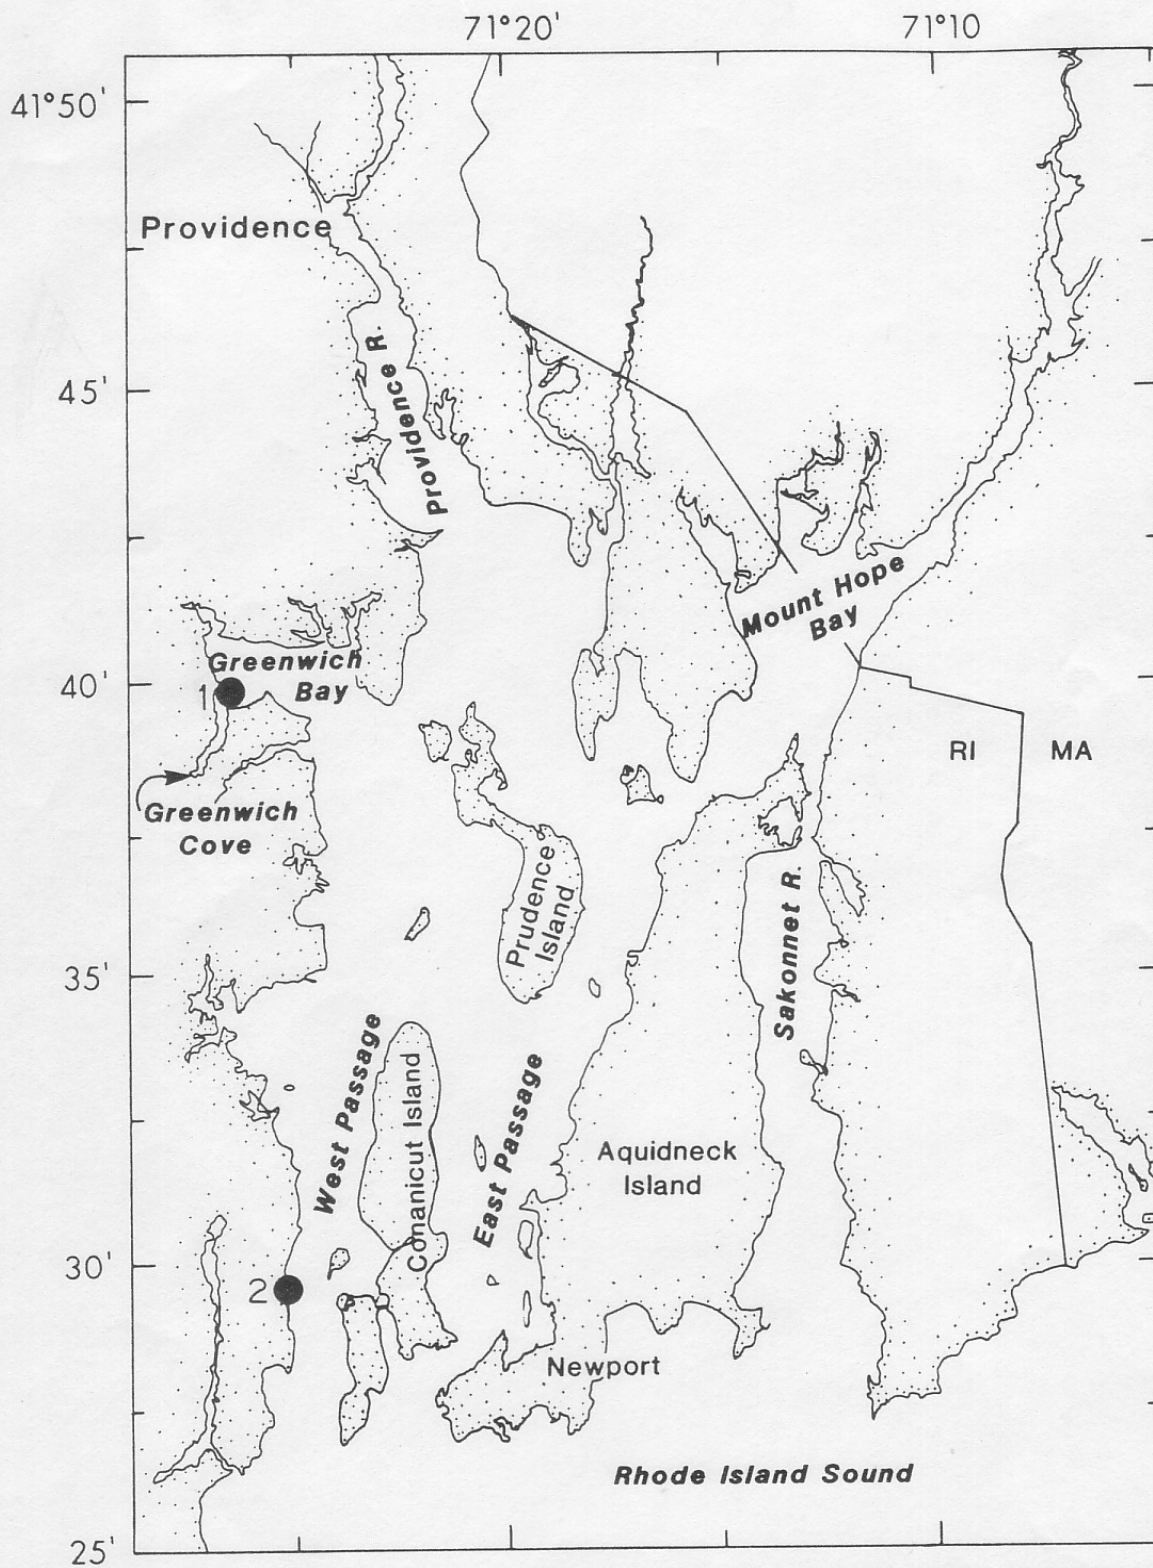 71°20'
71°10
41°50'
Providence
Providence R.
45'
Mount Hope
Bay
Greenwich
Bay
40'
1
RI
MA
Greenwich
Cove
Prudence
Island
Sakonnet R.
35'
West Passage
Conanicut Island
East Passage
Aquidneck
Island
30'
2
Newport
Rhode Island Sound
25'